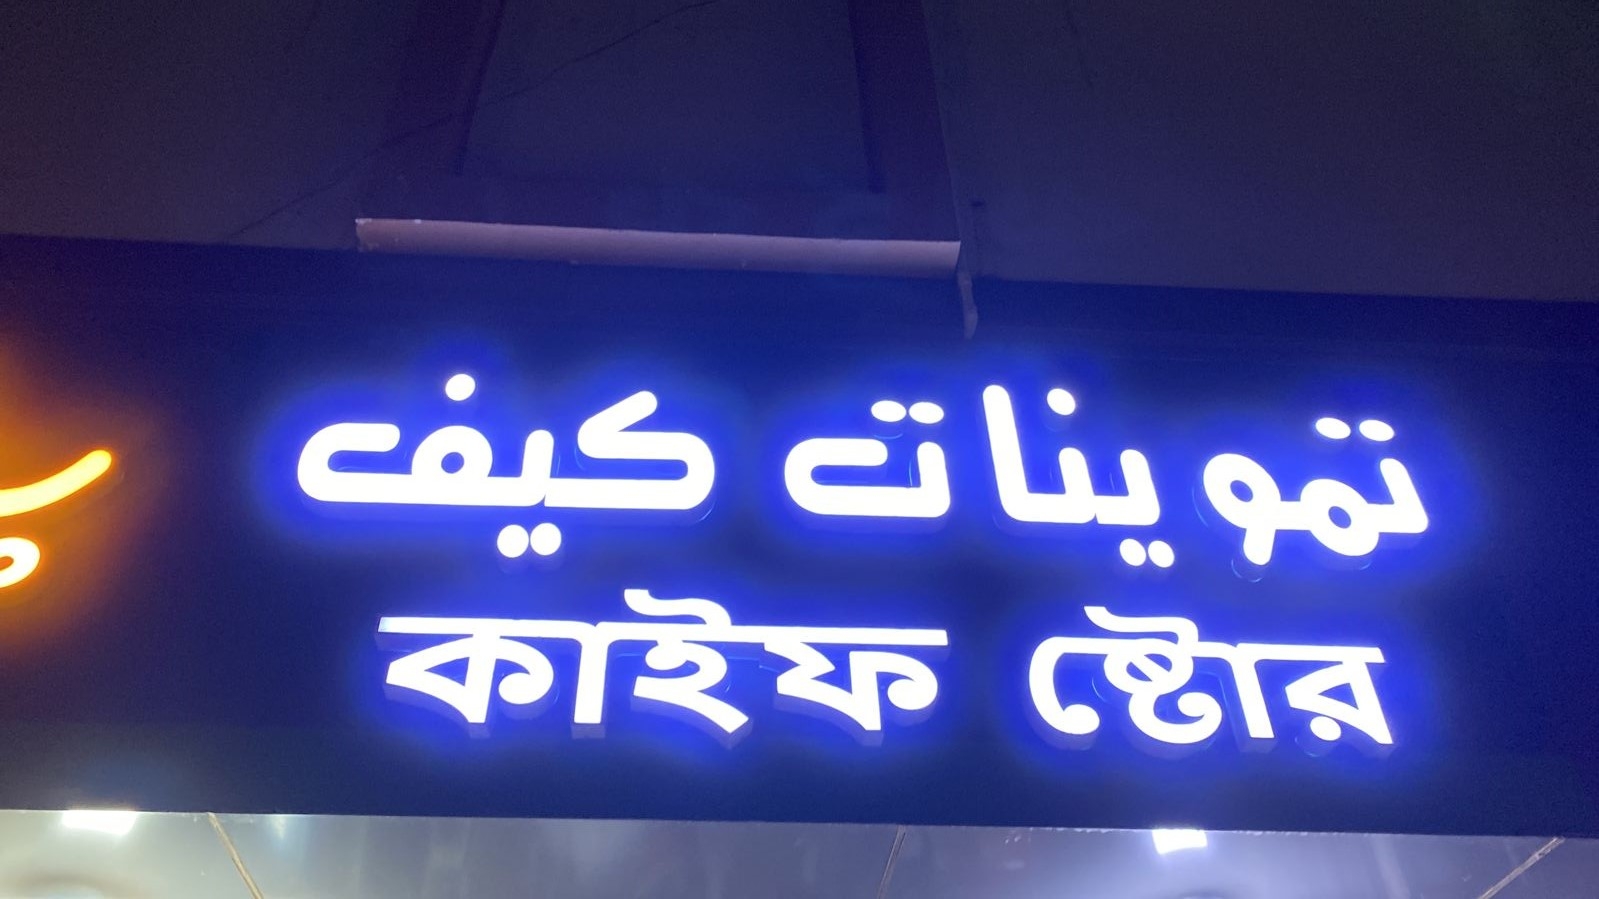 تموينات كيف
কাইফ ষ্টোর